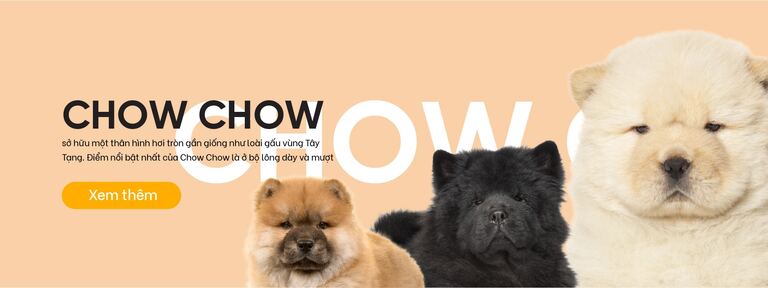 CHOW CHOW
CHOW C
sở hữu một thân hình hơi tròn gần giống như loài gấu vùng Tây
Tạng. Điểm nổi bật nhất của Chow Chow là ở bộ lông dày và mượt
Xem thêm